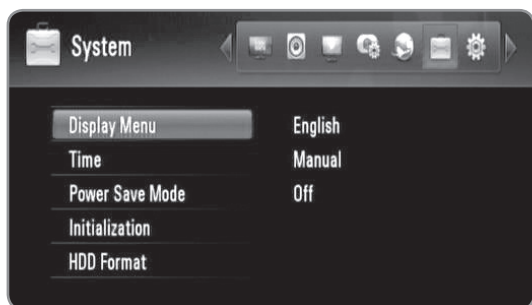 System
Display Menu English
Time Manual
Power Save Mode Off
Initialization
HDD Format